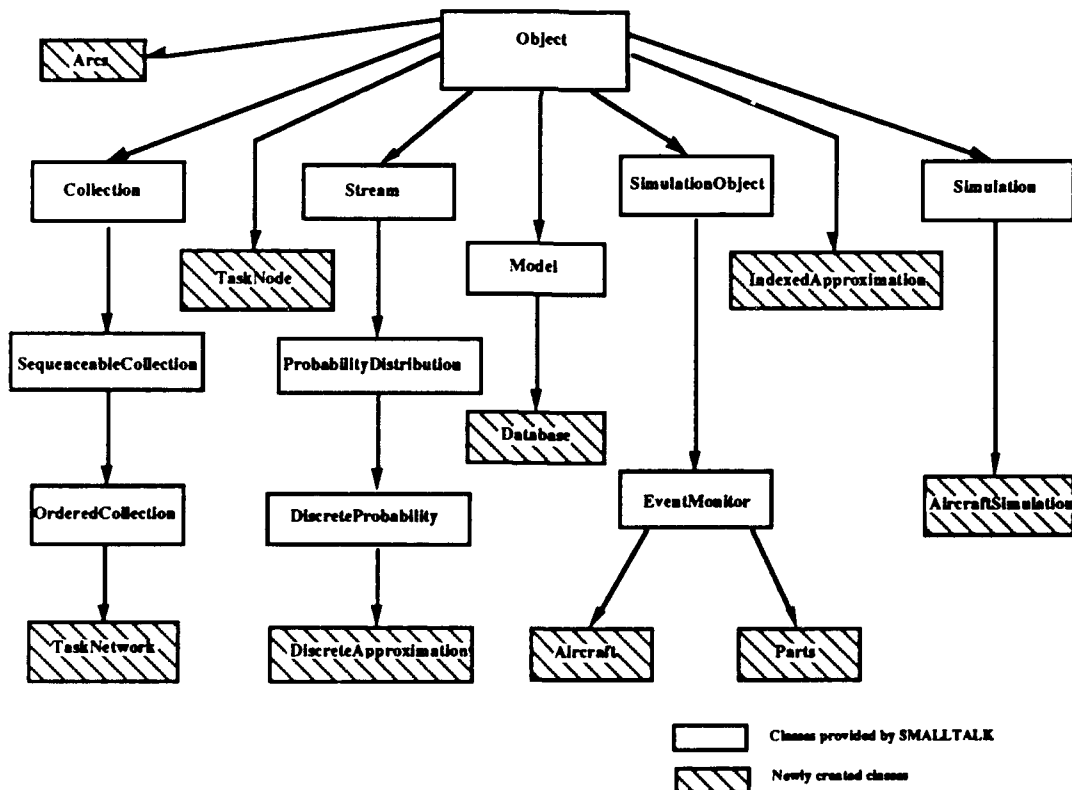 Object
Arcs
Collection
Stream
SimulationObject
Simulation
TaskNode
Model
IndexedApproximation
SequenceableCollection
ProbabilityDistribution
Database
OrderedCollection
DiscreteProbability
EventMonitor
AircraftSimulation
TaskNetwork
DiscreteApproximation
Aircraft
Parts
Classes provided by SMALLTALK
Newly created classes